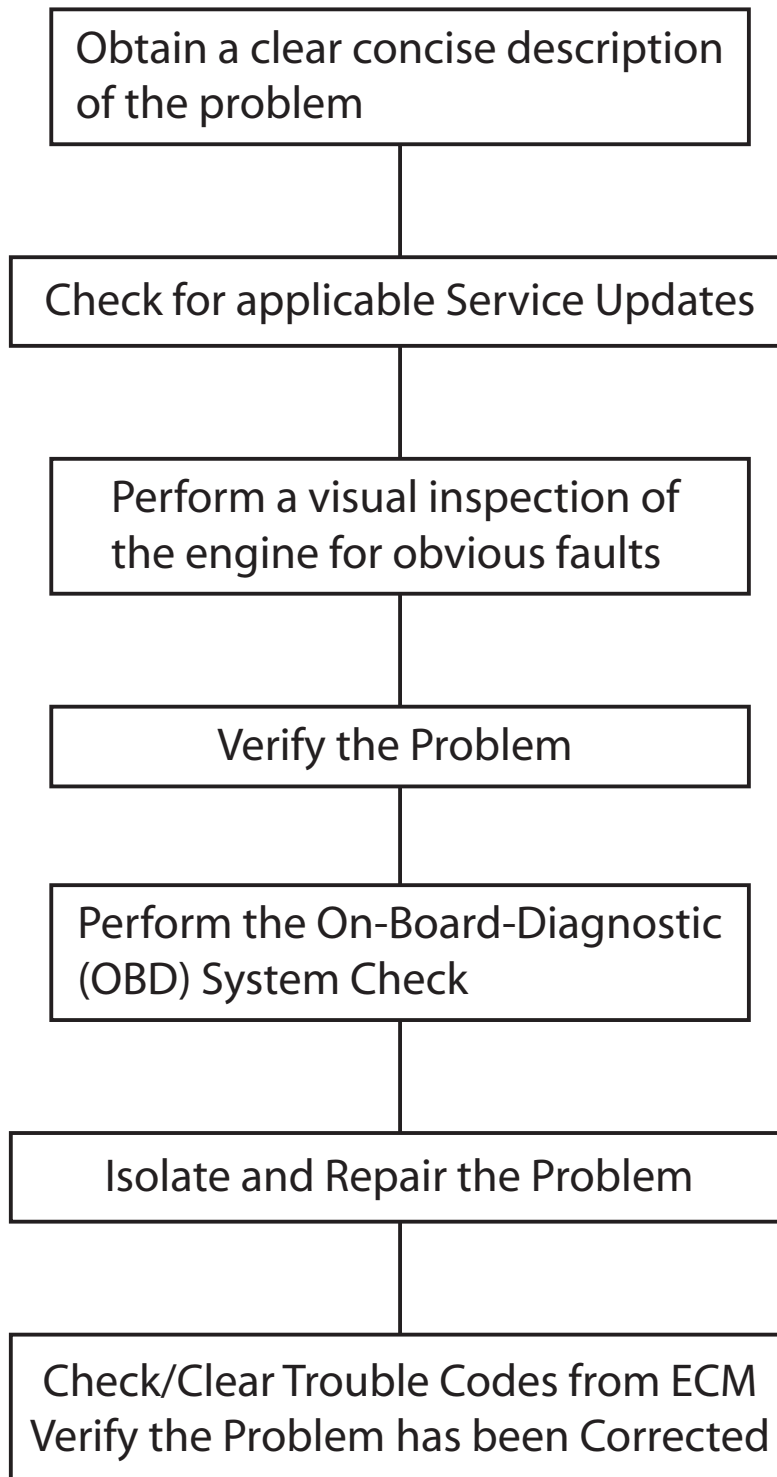 Obtain a clear concise description
of the problem
Check for applicable Service Updates
Perform a visual inspection of
the engine for obvious faults
Verify the Problem
Perform the On-Board-Diagnostic
(OBD) System Check
Isolate and Repair the Problem
Check/Clear Trouble Codes from ECM
Verify the Problem has been Corrected